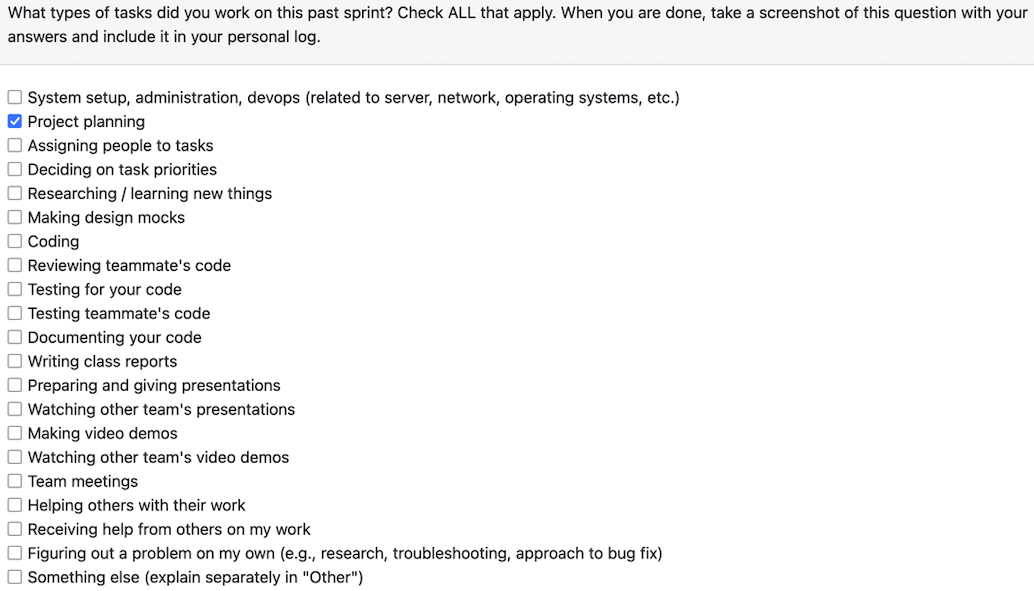 What types of tasks did you work on this past sprint? Check ALL that apply. When you are done, take a screenshot of this question with your
answers and include it in your personal log.
System setup, administration, devops (related to server, network, operating systems, etc.)
Project planning
Assigning people to tasks
Deciding on task priorities
Researching / learning new things
Making design mocks
Coding
Reviewing teammate's code
Testing for your code
Testing teammate's code
Documenting your code
Writing class reports
Preparing and giving presentations
Watching other team's presentations
Making video demos
Watching other team's video demos
Team meetings
Helping others with their work
Receiving help from others on my work
Figuring out a problem on my own (e.g., research, troubleshooting, approach to bug fix)
Something else (explain separately in "Other")